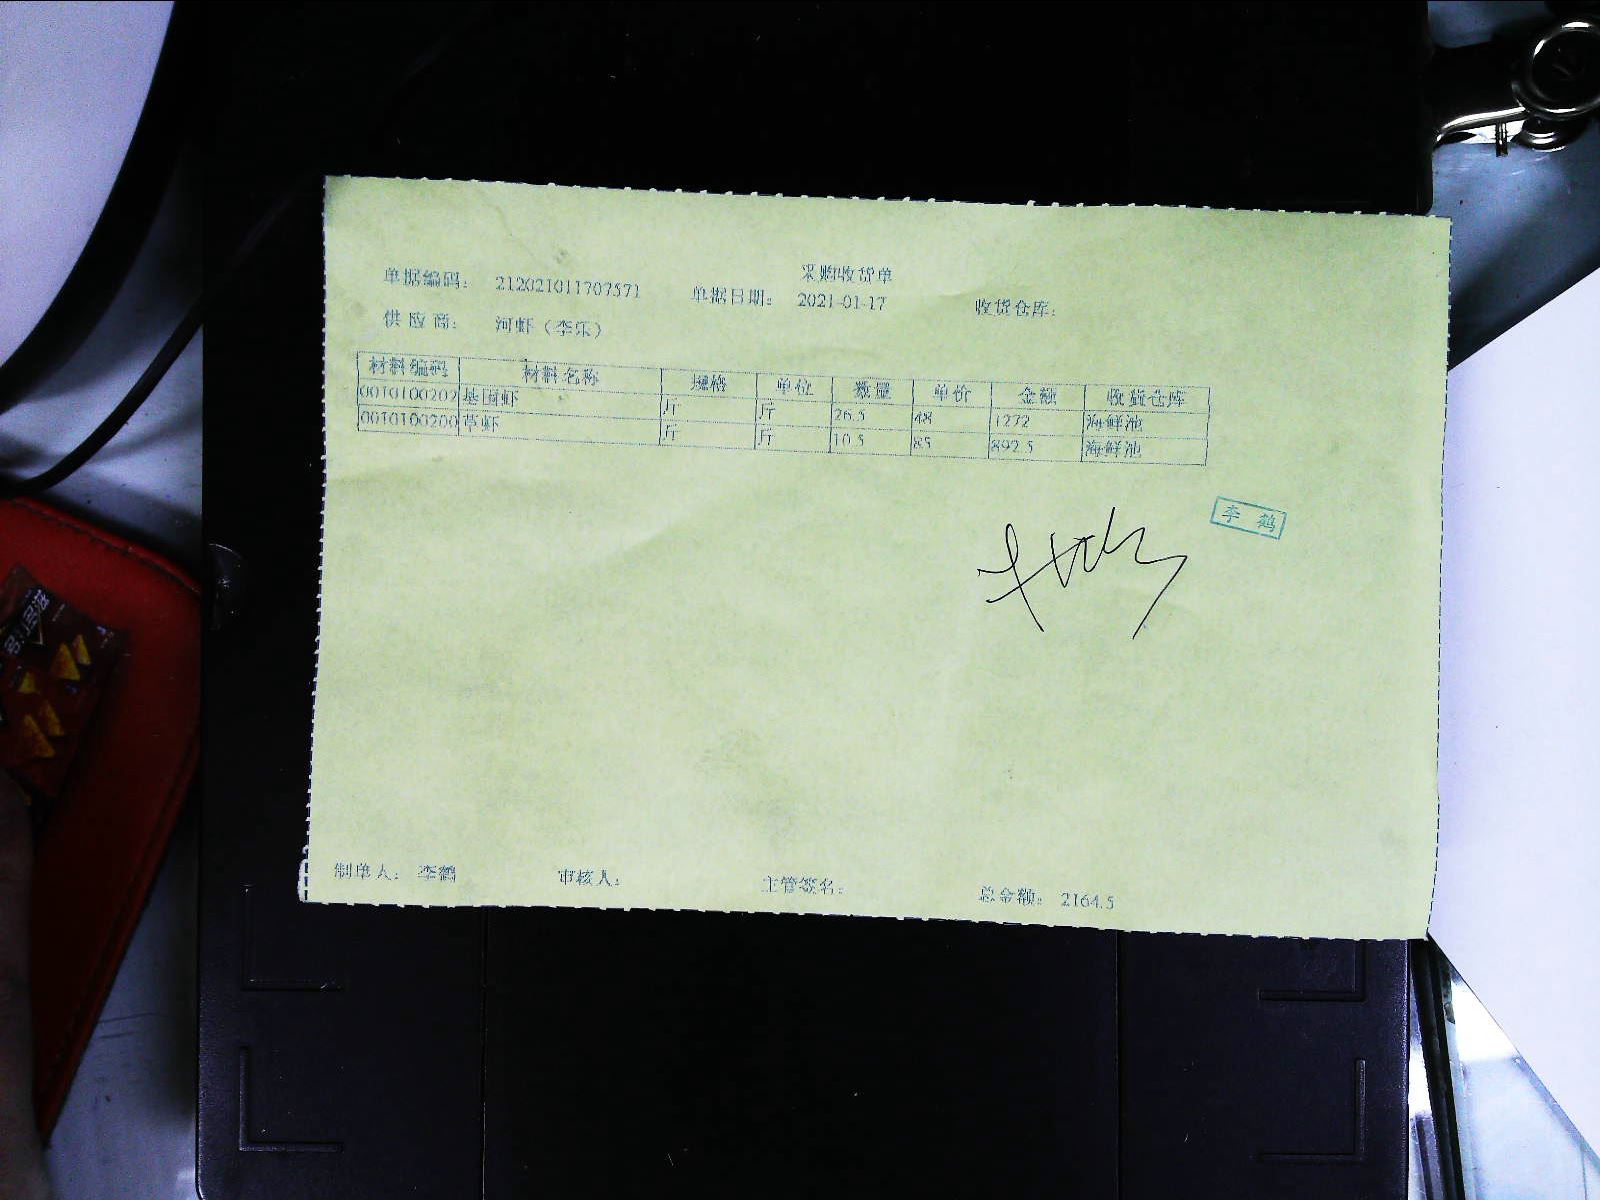 采购收货单
单据编码： 212021011707571 单据日期： 2021-01-17 收货仓库：
供 应 商： 河虾（李乐）
材料编码 材料名称 规格 单位 数量 单价 金额 收货仓库
0010100202 基围虾 斤 斤 26.5 48 1272 海鲜池
0010100200 草虾 斤 斤 10.5 85 892.5 海鲜池
李 鹤
制单人： 李鹤 审核人： 主管签名： 总金额： 2164.5